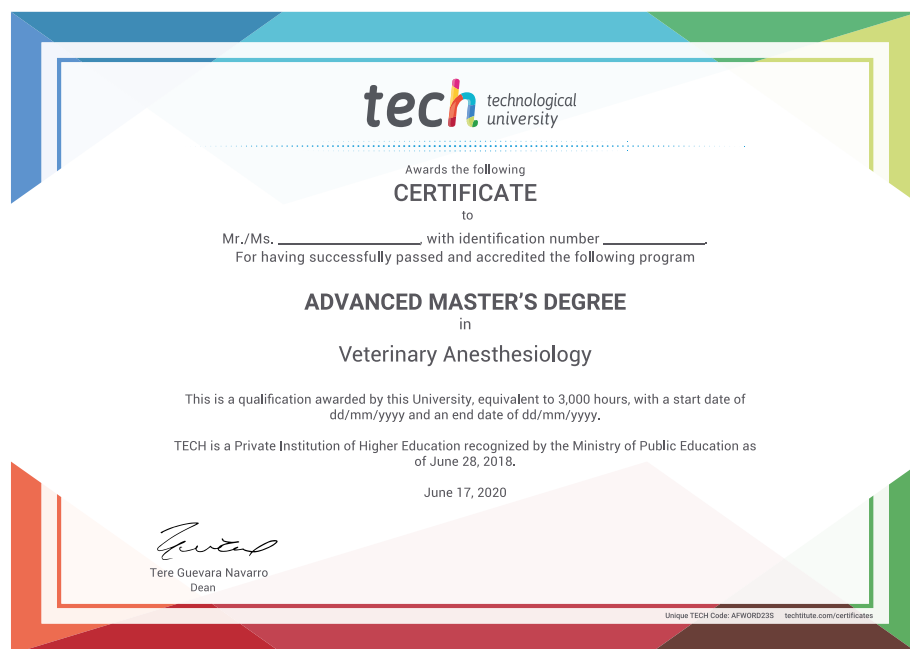 tech technological
university
Awards the following
CERTIFICATE
to
Mr./Ms. ____________________, with identification number ______________.
For having successfully passed and accredited the following program
ADVANCED MASTER'S DEGREE
in
Veterinary Anesthesiology
This is a qualification awarded by this University, equivalent to 3,000 hours, with a start date of
dd/mm/yyyy and an end date of dd/mm/yyyy.
TECH is a Private Institution of Higher Education recognized by the Ministry of Public Education as
of June 28, 2018.
June 17, 2020
Tere Guevara Navarro
Dean
Unique TECH Code: AFWORD23S techtitute.com/certificates